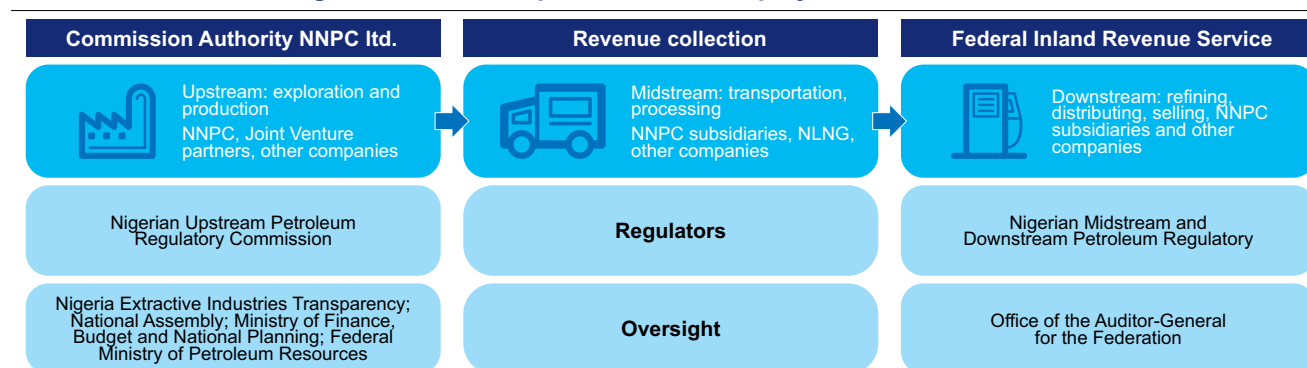 Commission Authority NNPC ltd.
Revenue collection
Federal Inland Revenue Service
Upstream: exploration and
production
NNPC, Joint Venture
partners, other companies
Midstream: transportation,
processing
NNPC subsidiaries, NLNG,
other companies
Downstream: refining,
distributing, selling, NNPC
subsidiaries and other
companies
Nigerian Upstream Petroleum
Regulatory Commission
Regulators
Nigerian Midstream and
Downstream Petroleum Regulatory
Nigeria Extractive Industries Transparency;
National Assembly; Ministry of Finance,
Budget and National Planning; Federal
Ministry of Petroleum Resources
Oversight
Office of the Auditor-General
for the Federation